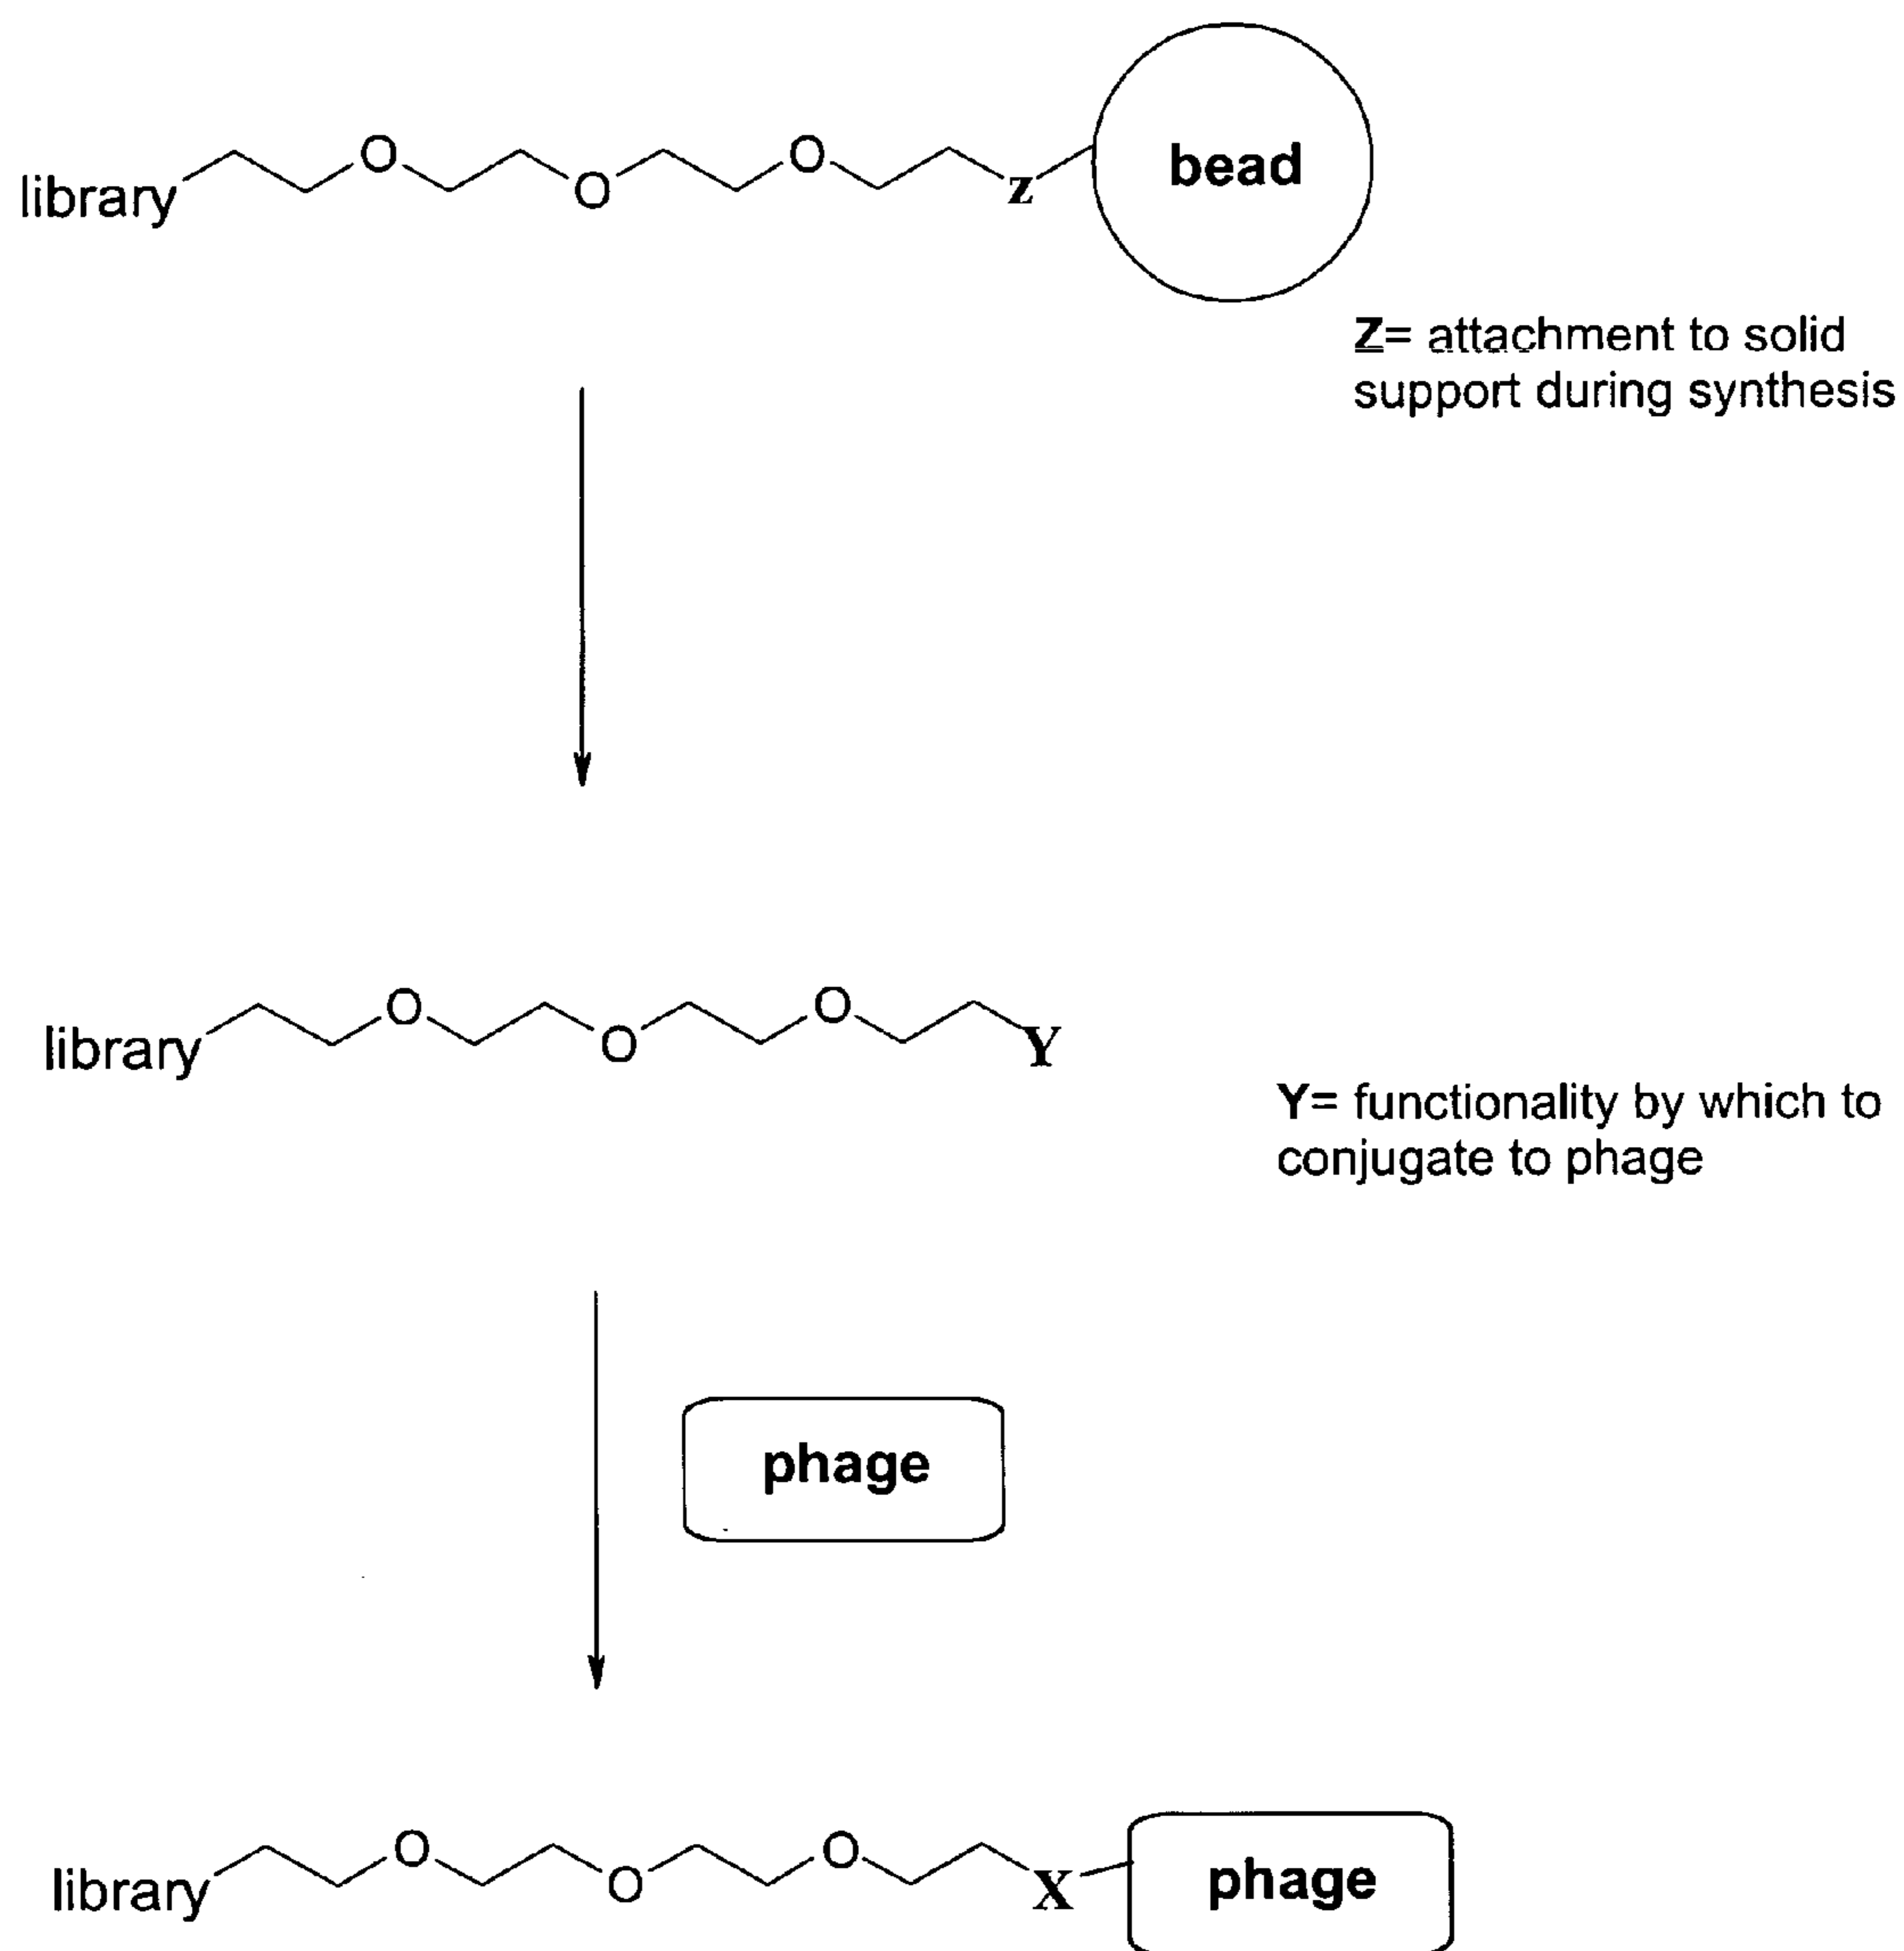 library O O O z bead
Z= attachment to solid
support during synthesis
library O O O Y
Y= functionality by which to
conjugate to phage
phage
library O O O X phage